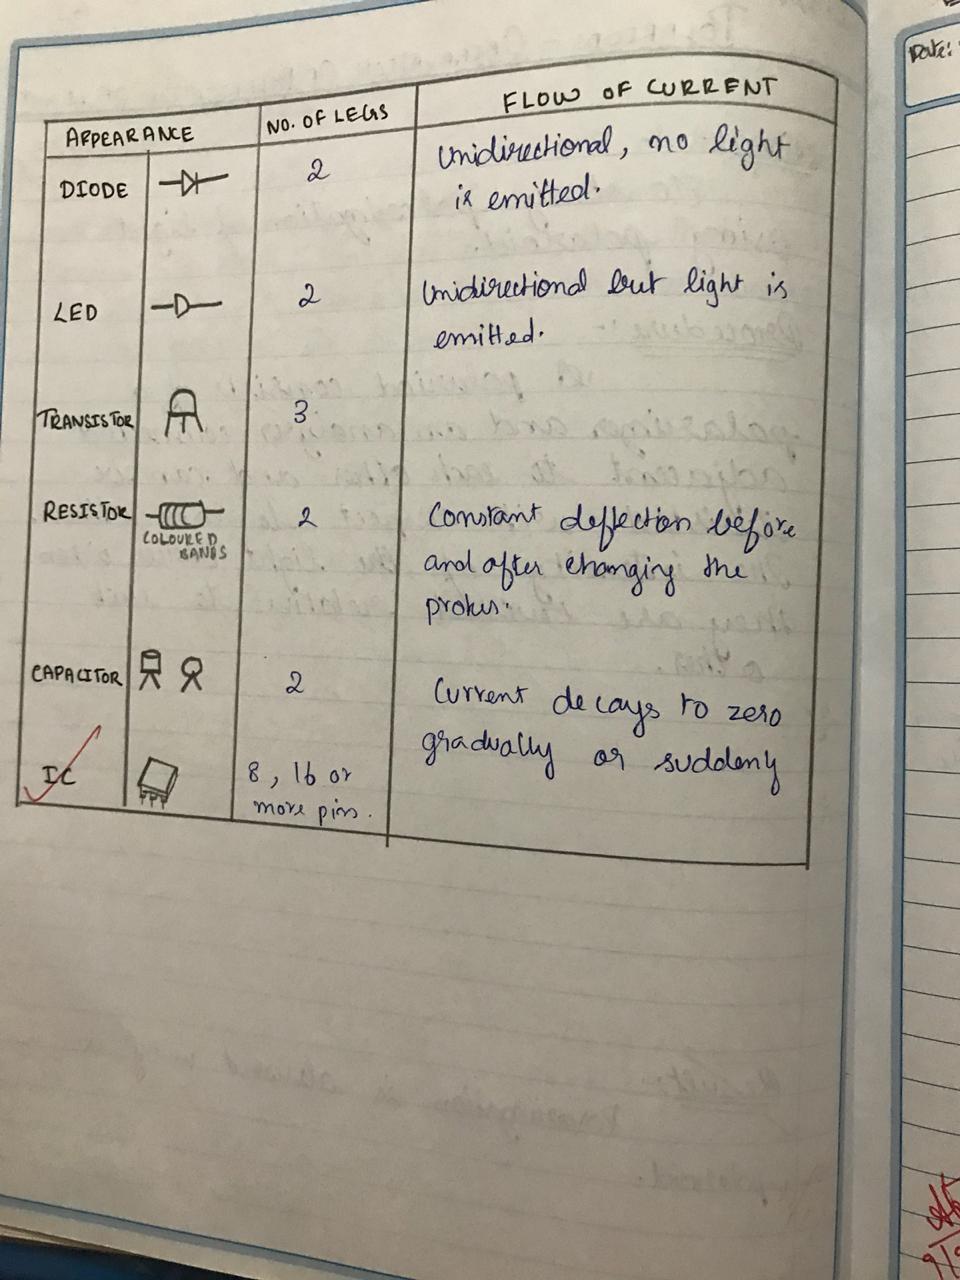 APPEARANCE
NO. OF LEGS
FLOW OF CURRENT
DIODE
2
Unidirectional, no light
is emitted.
LED
2
Unidirectional but light is
emitted.
TRANSISTOR
3
RESISTOR
COLOURED
BANDS
2
Constant deflection before
and after changing the
CAPACITOR
2
Current decays to zero
gradually or suddenly
IC
8, 16 or
more pins.
Date: